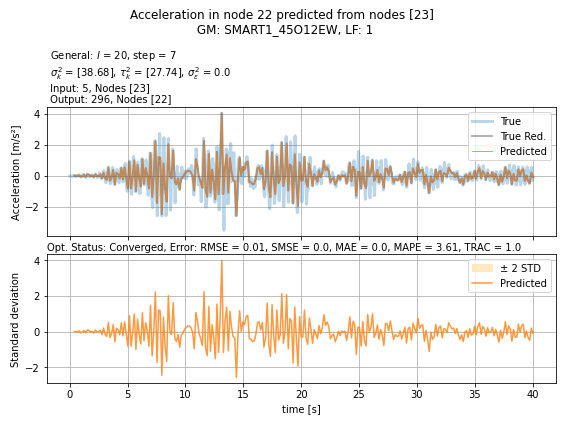 Acceleration in node 22 predicted from nodes [23]
GM: SMART1_45O12EW, LF: 1
General: l = 20, step = 7
σ²ₖ = [38.68], τ²ₖ = [27.74], σ²ε = 0.0
Input: 5, Nodes [23]
Output: 296, Nodes [22]
Acceleration [m/s²]
4
2
0
−2
True
True Red.
Predicted
Opt. Status: Converged, Error: RMSE = 0.01, SMSE = 0.0, MAE = 0.0, MAPE = 3.61, TRAC = 1.0
Standard deviation
4
2
0
−2
± 2 STD
Predicted
0 5 10 15 20 25 30 35 40
time [s]